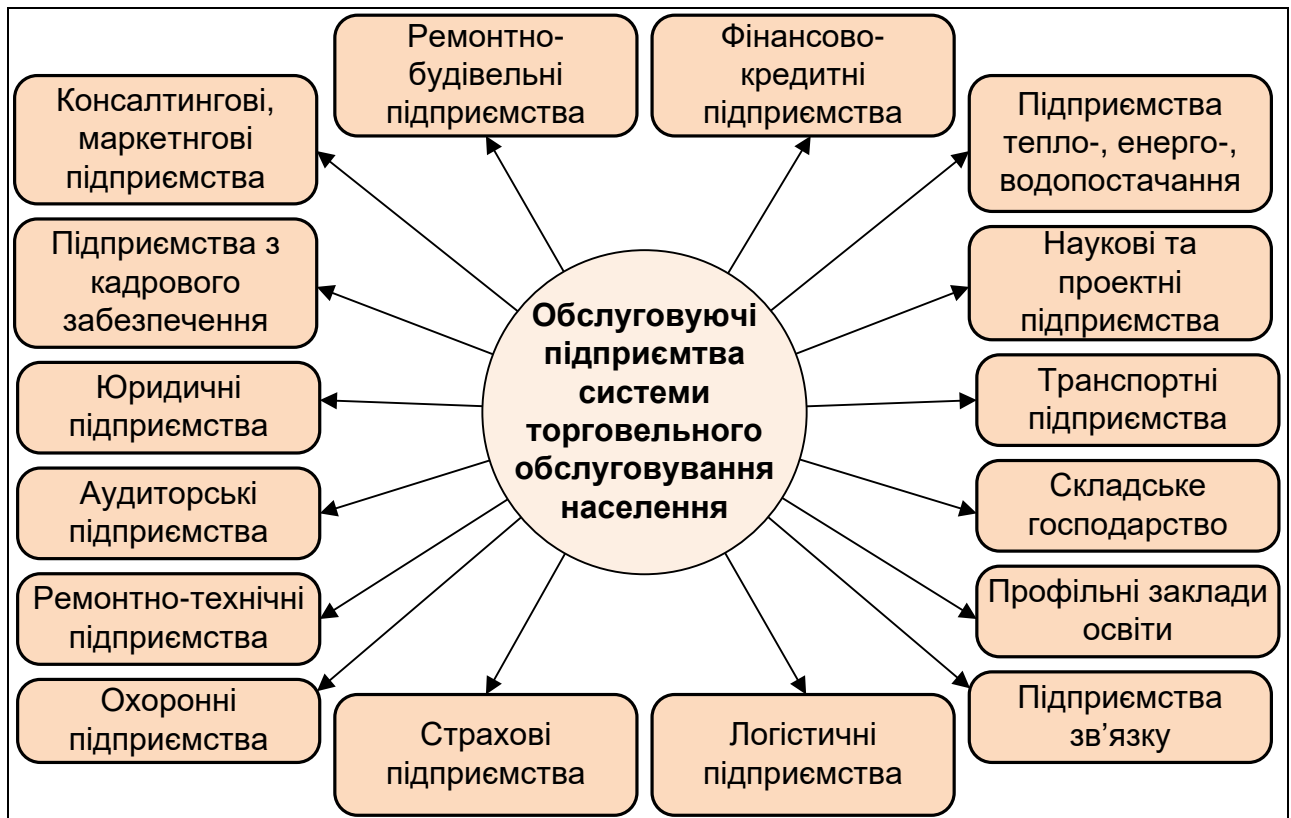 Ремонтно-
будівельні
підприємства
Фінансово-
кредитні
підприємства
Консалтингові,
маркетнгові
підприємства
Підприємства
тепло-, енерго-,
водопостачання
Підприємства з
кадрового
забезпечення
Наукові та
проектні
підприємства
Обслуговуючі
підприємтва
системи
торговельного
обслуговування
населення
Юридичні
підприємства
Транспортні
підприємства
Аудиторські
підприємства
Складське
господарство
Ремонтно-технічні
підприємства
Профільні заклади
освіти
Охоронні
підприємства
Страхові
підприємства
Логістичні
підприємства
Підприємства
зв’язку